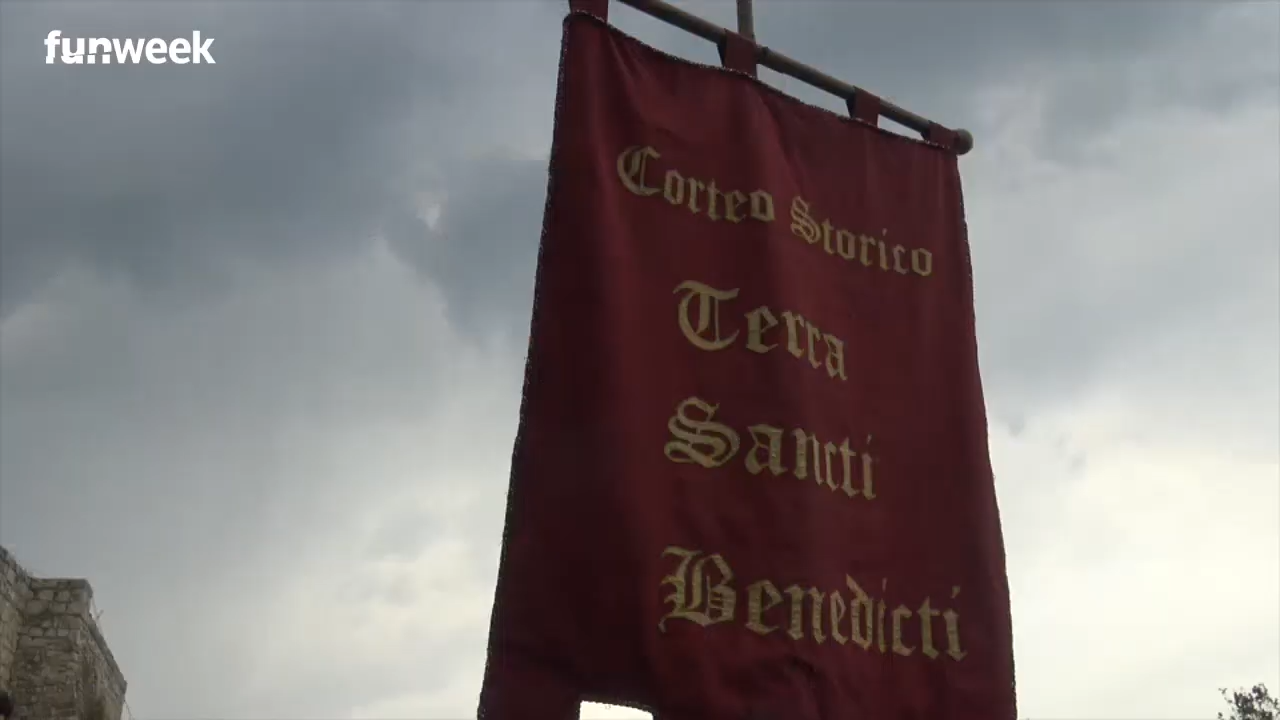 funweek
Corteo Storico
Terra
Sancti
Benedicti